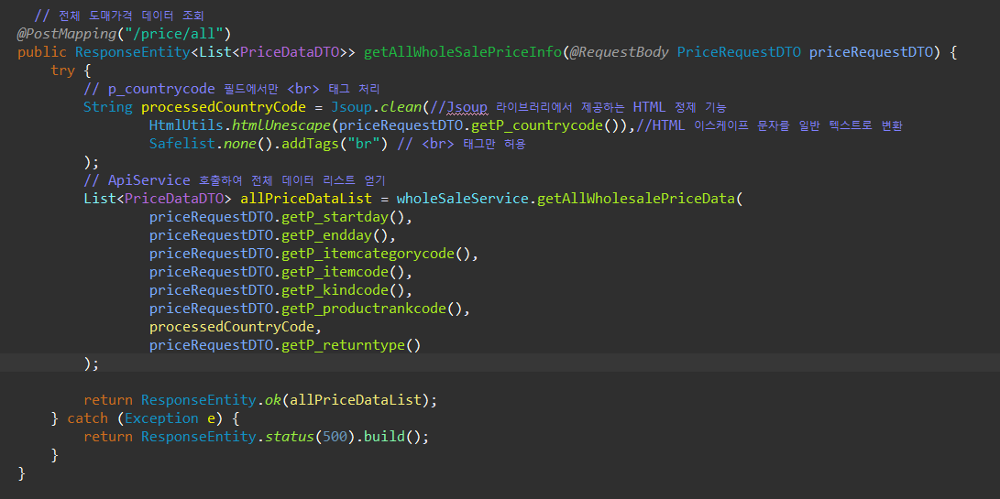 // 전체 도매가격 데이터 조회
@PostMapping("/price/all")
public ResponseEntity<List<PriceDataDTO>> getAllWholeSalePriceInfo(@RequestBody PriceRequestDTO priceRequestDTO) {
try {
// p_countrycode 필드에서만 <br> 태그 처리
String processedCountryCode = Jsoup.clean(//Jsoup 라이브러리에서 제공하는 HTML 정제 기능
HtmlUtils.htmlUnescape(priceRequestDTO.getP_countrycode()),//HTML 이스케이프 문자를 일반 텍스트로 변환
Safelist.none().addTags("br") // <br> 태그만 허용
);
// ApiService 호출하여 전체 데이터 리스트 얻기
List<PriceDataDTO> allPriceDataList = wholeSaleService.getAllWholesalePriceData(
priceRequestDTO.getP_startday(),
priceRequestDTO.getP_endday(),
priceRequestDTO.getP_itemcategorycode(),
priceRequestDTO.getP_itemcode(),
priceRequestDTO.getP_kindcode(),
priceRequestDTO.getP_productrankcode(),
processedCountryCode,
priceRequestDTO.getP_returntype()
);
return ResponseEntity.ok(allPriceDataList);
} catch (Exception e) {
return ResponseEntity.status(500).build();
}
}